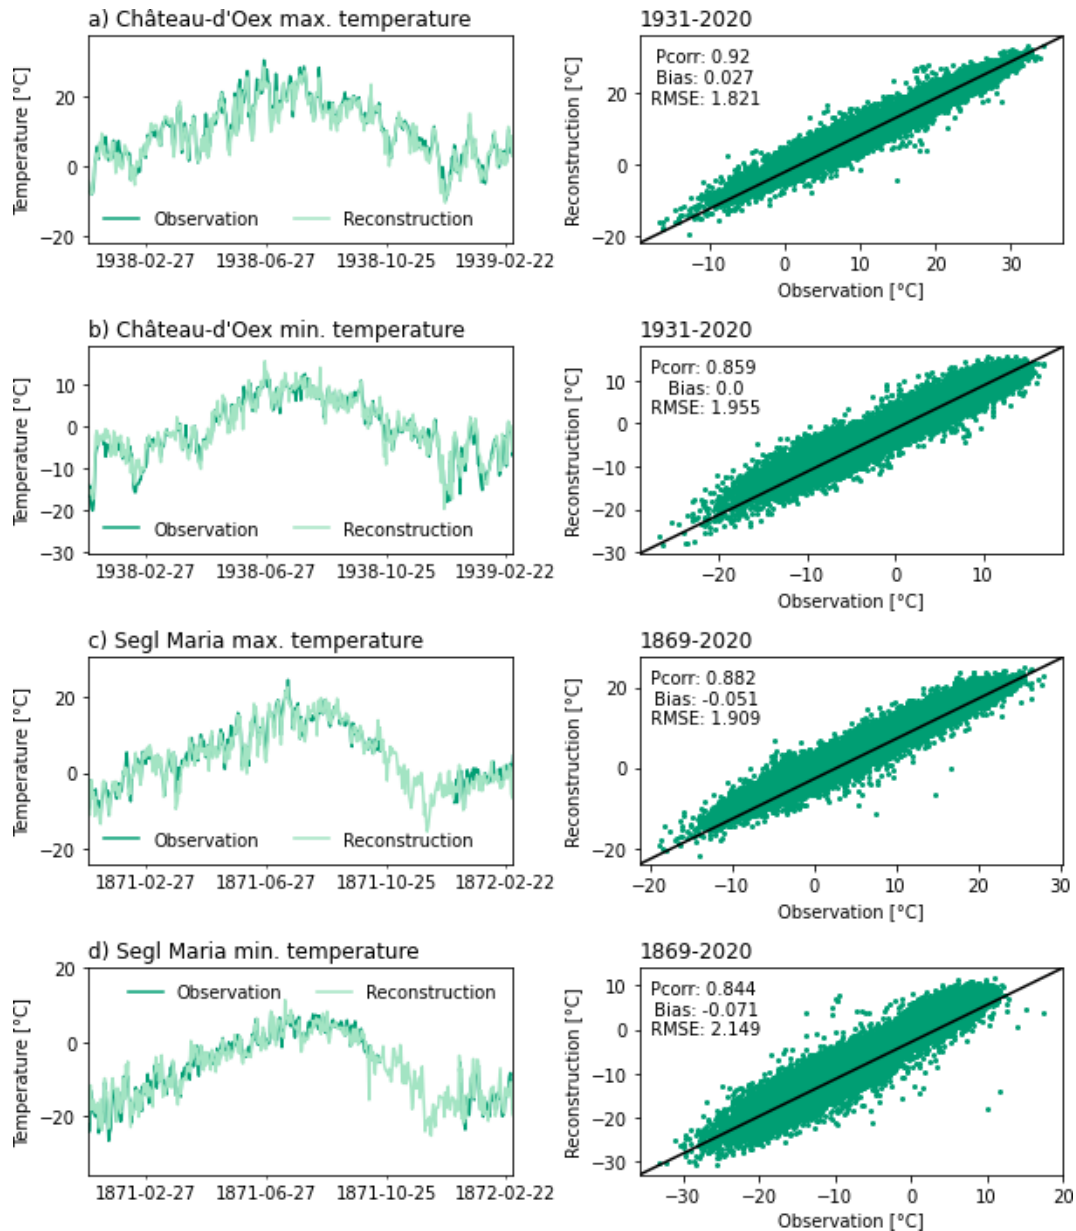 a) Château-d'Oex max. temperature
Temperature [°C]
20
0
−20
Observation
Reconstruction
1938-02-27
1938-06-27
1938-10-25
1939-02-22
1931-2020
Pcorr: 0.92
Bias: 0.027
RMSE: 1.821
Reconstruction [°C]
20
0
−20
−10
0
10
20
30
Observation [°C]
b) Château-d'Oex min. temperature
Temperature [°C]
10
0
−10
−20
−30
Observation
Reconstruction
1938-02-27
1938-06-27
1938-10-25
1939-02-22
1931-2020
Pcorr: 0.859
Bias: 0.0
RMSE: 1.955
Reconstruction [°C]
10
0
−10
−20
−30
−20
−10
0
10
Observation [°C]
c) Segl Maria max. temperature
Temperature [°C]
20
0
−20
Observation
Reconstruction
1871-02-27
1871-06-27
1871-10-25
1872-02-22
1869-2020
Pcorr: 0.882
Bias: -0.051
RMSE: 1.909
Reconstruction [°C]
20
0
−20
−20
−10
0
10
20
30
Observation [°C]
d) Segl Maria min. temperature
Temperature [°C]
20
0
−20
Observation
Reconstruction
1871-02-27
1871-06-27
1871-10-25
1872-02-22
1869-2020
Pcorr: 0.844
Bias: -0.071
RMSE: 2.149
Reconstruction [°C]
10
0
−10
−20
−30
−30
−20
−10
0
10
20
Observation [°C]